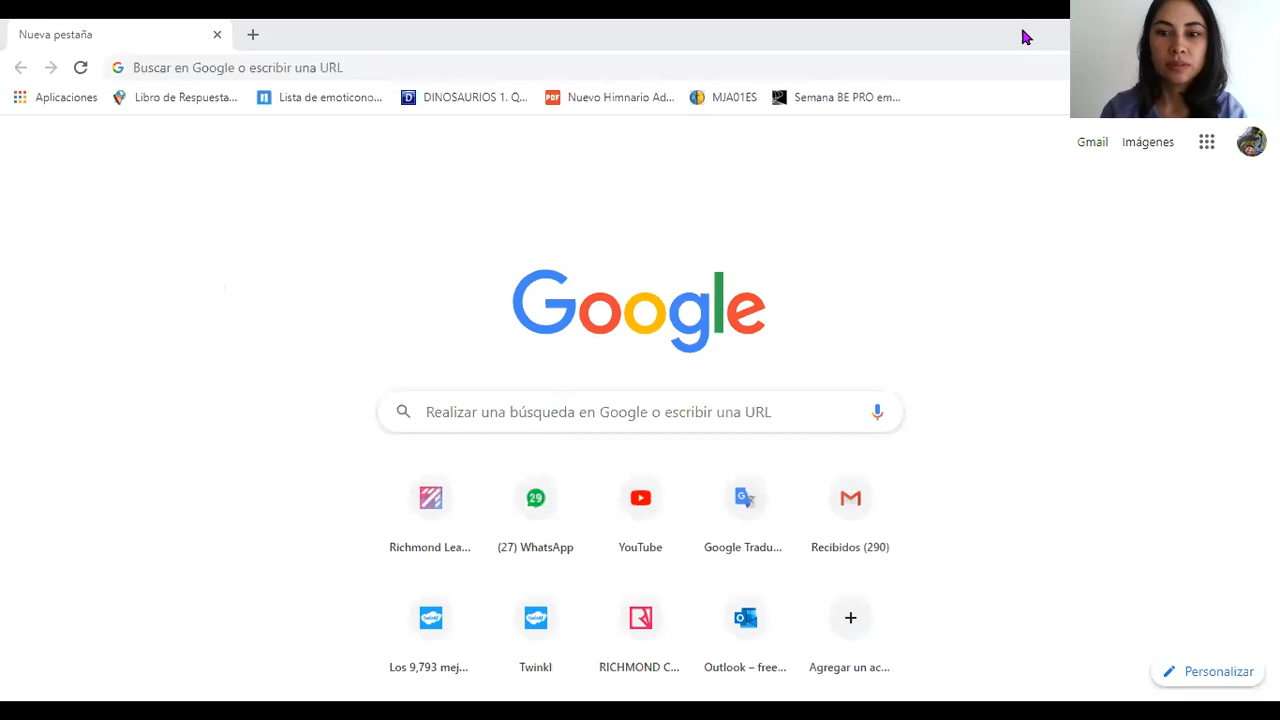 Nueva pestaña
Buscar en Google o escribir una URL
Aplicaciones Libro de Respuesta... Lista de emoticono... DINOSAURIOS 1. Q... PDF Nuevo Himnario Ad... MJA01ES Semana BE PRO em...
Gmail Imágenes
Google
Realizar una búsqueda en Google o escribir una URL
29
Richmond Lea... (27) WhatsApp YouTube Google Tradu... Recibidos (290)
twinkl twinkl
Los 9,793 mej... Twinkl RICHMOND C... Outlook – free... Agregar un ac...
Personalizar